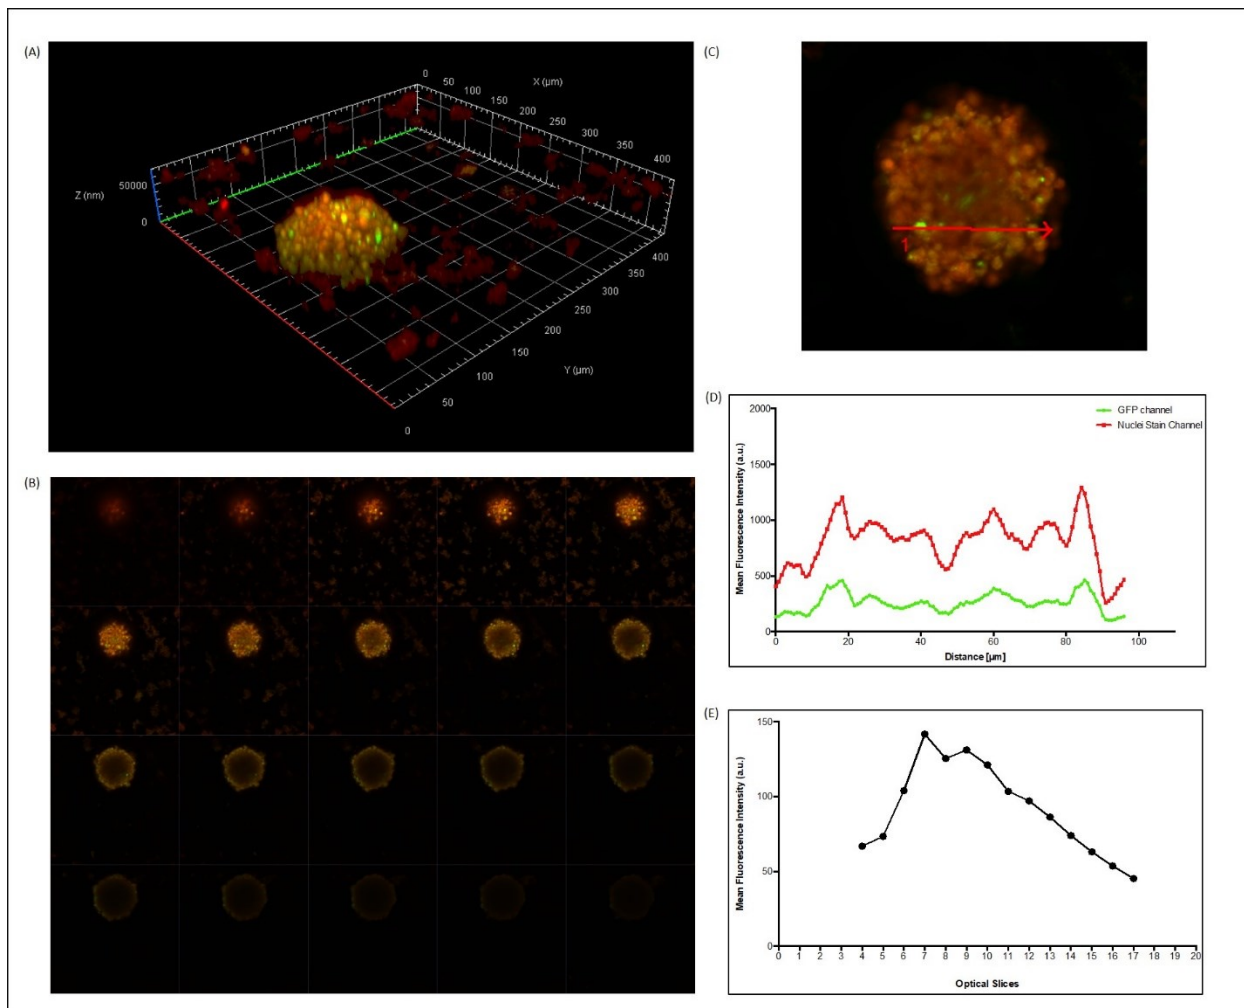 (A)
0
X (µm)
50
100
150
200
250
300
350
400
Z (nm)
50000
0
400
350
300
250
200
150
Y (µm)
100
50
0
(B)
(C)
1
(D)
2000
1500
1000
500
0
Mean Fluorescence Intensity (a.u.)
GFP channel
Nuclei Stain Channel
0 20 40 60 80 100
Distance [µm]
(E)
150
100
50
0
Mean Fluorescence Intensity (a.u.)
0 1 2 3 4 5 6 7 8 9 10 11 12 13 14 15 16 17 18 19 20
Optical Slices